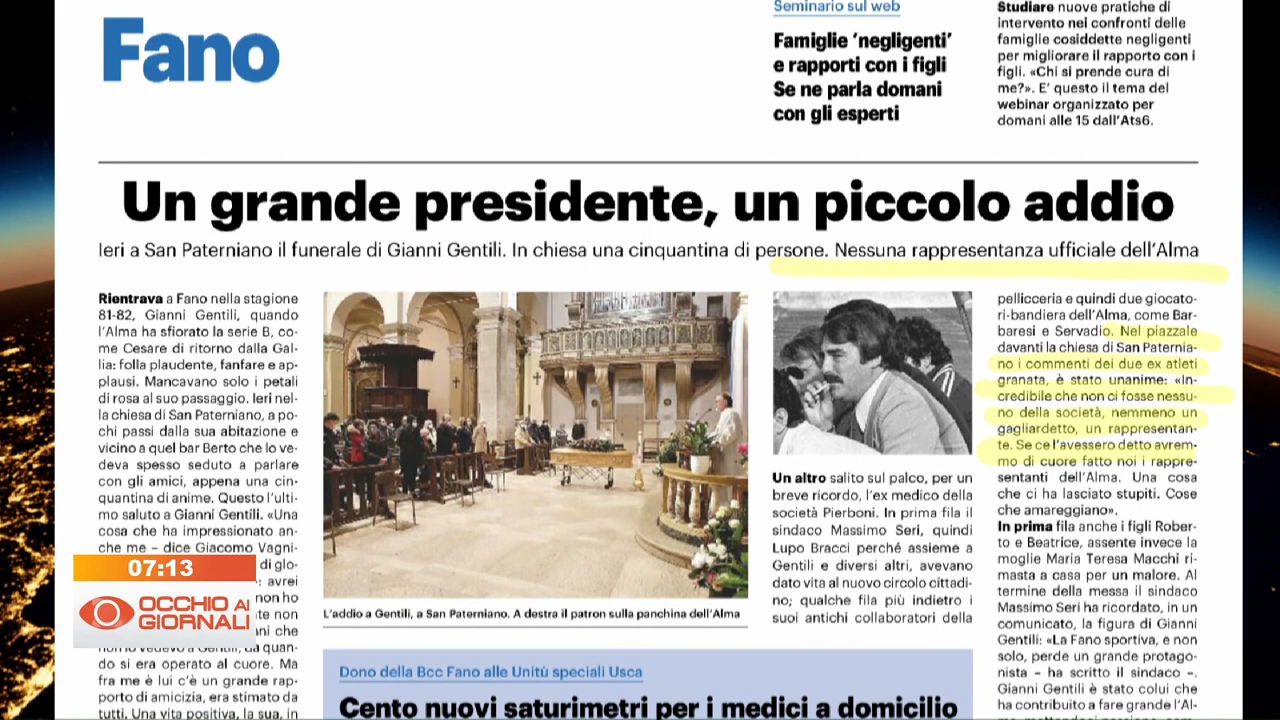 Fano
Seminario sul web
Famiglie ‘negligenti’
e rapporti con i figli
Se ne parla domani
con gli esperti
Studiare nuove pratiche di
intervento nei confronti delle
famiglie cosiddette negligenti
per migliorare il rapporto con i
figli. «Chi si prende cura di
me?». E’ questo il tema del
webinar organizzato per
domani alle 15 dall’Ats6.
Un grande presidente, un piccolo addio
Ieri a San Paterniano il funerale di Gianni Gentili. In chiesa una cinquantina di persone. Nessuna rappresentanza ufficiale dell’Alma
Rientrava a Fano nella stagione
81-82, Gianni Gentili, quando
l’Alma ha sfiorato la serie B, co-
me Cesare di ritorno dalla Gal-
lia: folla plaudente, fanfare e ap-
plausi. Mancavano solo i petali
di rosa al suo passaggio. Ieri nel-
la chiesa di San Paterniano, a po-
chi passi dalla sua abitazione e
vicino a quel bar Berto che lo ve-
deva spesso seduto a parlare
con gli amici, appena una cin-
quantina di anime. Questo l’ulti-
mo saluto a Gianni Gentili. «Una
cosa che ha impressionato an-
che me – dice Giacomo Vagni-
di glo-
: avrei
non ho
te non
ni che
non lo vedevo a Gentili, da quan-
do si era operato al cuore. Ma
fra me è lui c’è un grande rap-
porto di amicizia, era stimato da
tutti. Una vita positiva, la sua, in
L’addio a Gentili, a San Paterniano. A destra il patron sulla panchina dell’Alma
Un altro salito sul palco, per un
breve ricordo, l’ex medico della
società Pierboni. In prima fila il
sindaco Massimo Seri, quindi
Lupo Bracci perché assieme a
Gentili e diversi altri, avevano
dato vita al nuovo circolo cittadi-
no; qualche fila più indietro i
suoi antichi collaboratori della
pellicceria e quindi due giocato-
ri-bandiera dell’Alma, come Bar-
baresi e Servadio. Nel piazzale
davanti la chiesa di San Paternia-
no i commenti dei due ex atleti
granata, è stato unanime: «In-
credibile che non ci fosse nessu-
no della società, nemmeno un
gagliardetto, un rappresentan-
te. Se ce l’avessero detto avrem-
mo di cuore fatto noi i rappre-
sentanti dell’Alma. Una cosa
che ci ha lasciato stupiti. Cose
che amareggiano».
In prima fila anche i figli Rober-
to e Beatrice, assente invece la
moglie Maria Teresa Macchi ri-
masta a casa per un malore. Al
termine della messa il sindaco
Massimo Seri ha ricordato, in un
comunicato, la figura di Gianni
Gentili: «La Fano sportiva, e non
solo, perde un grande protago-
nista – ha scritto il sindaco –.
Gianni Gentili è stato colui che
ha contribuito a fare grande l’Al-
Dono della Bcc Fano alle Unitù speciali Usca
Cento nuovi saturimetri per i medici a domicilio
07:13
OCCHIO AI
GIORNALI